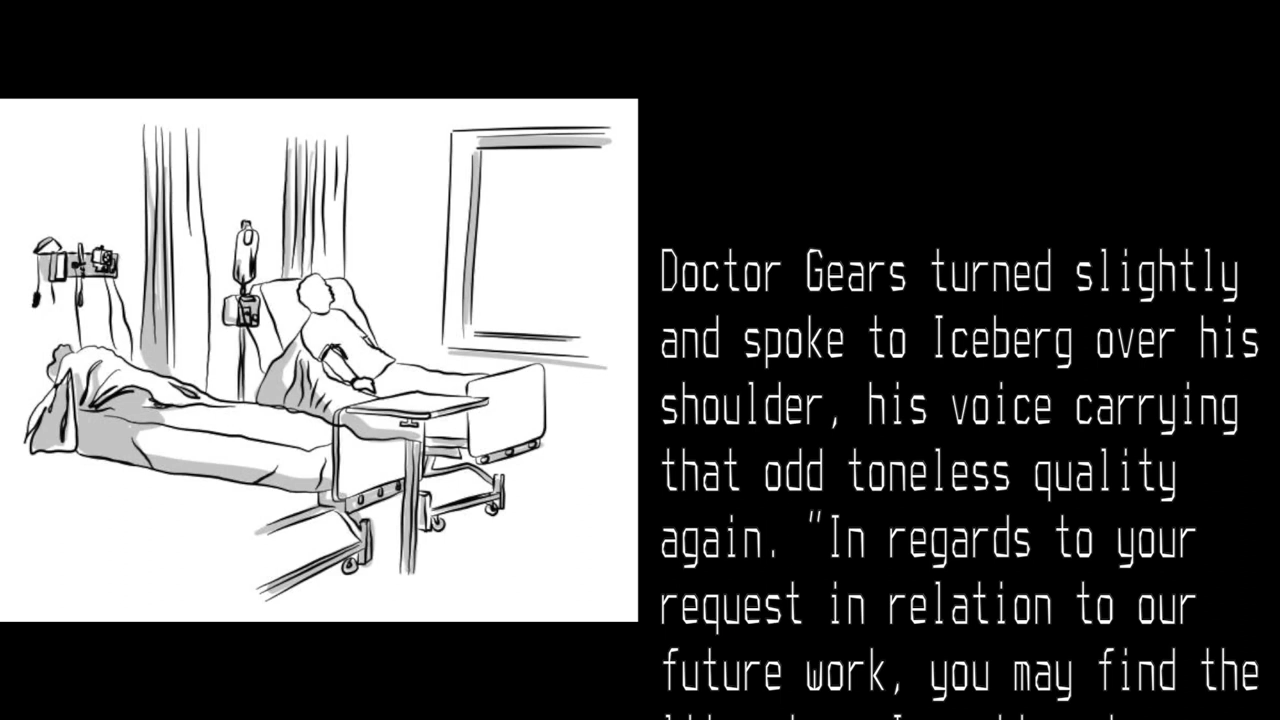 Doctor Gears turned slightly
and spoke to Iceberg over his
shoulder, his voice carrying
that odd toneless quality
again. "In regards to your
request in relation to our
future work, you may find the